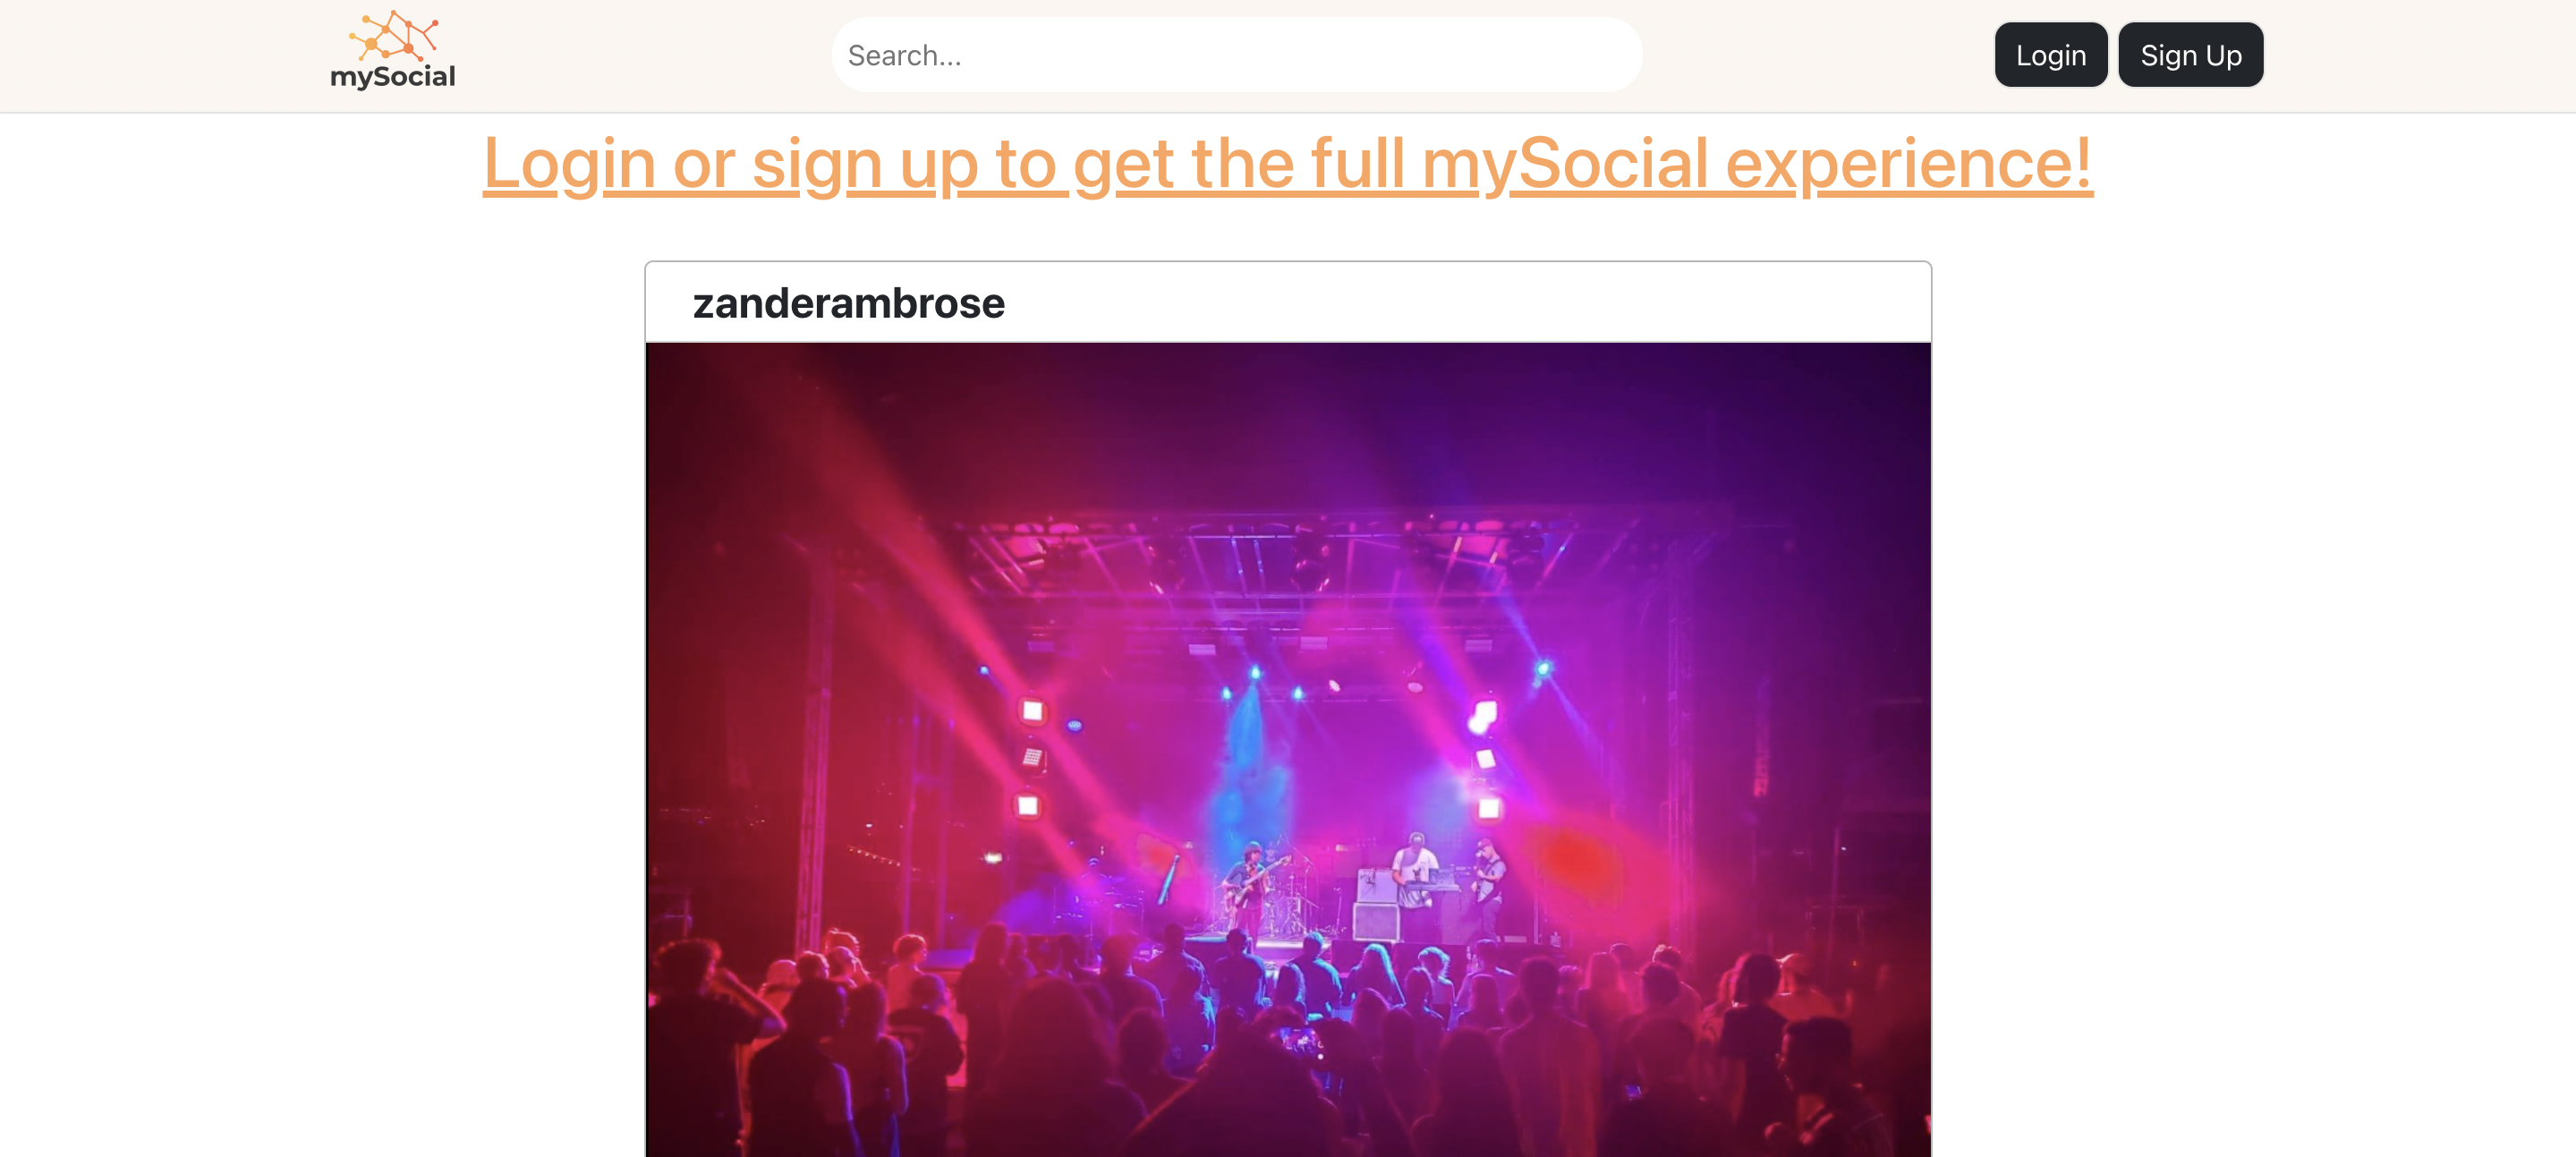 mySocial
Search...
Login
Sign Up
Login or sign up to get the full mySocial experience!
zanderambrose